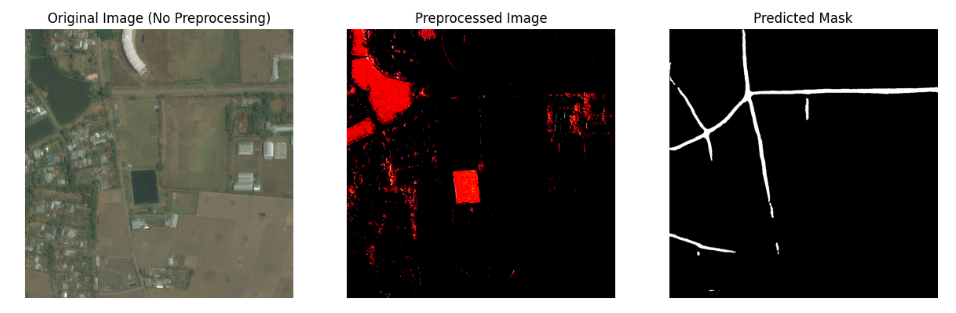 Original Image (No Preprocessing)
Preprocessed Image
Predicted Mask